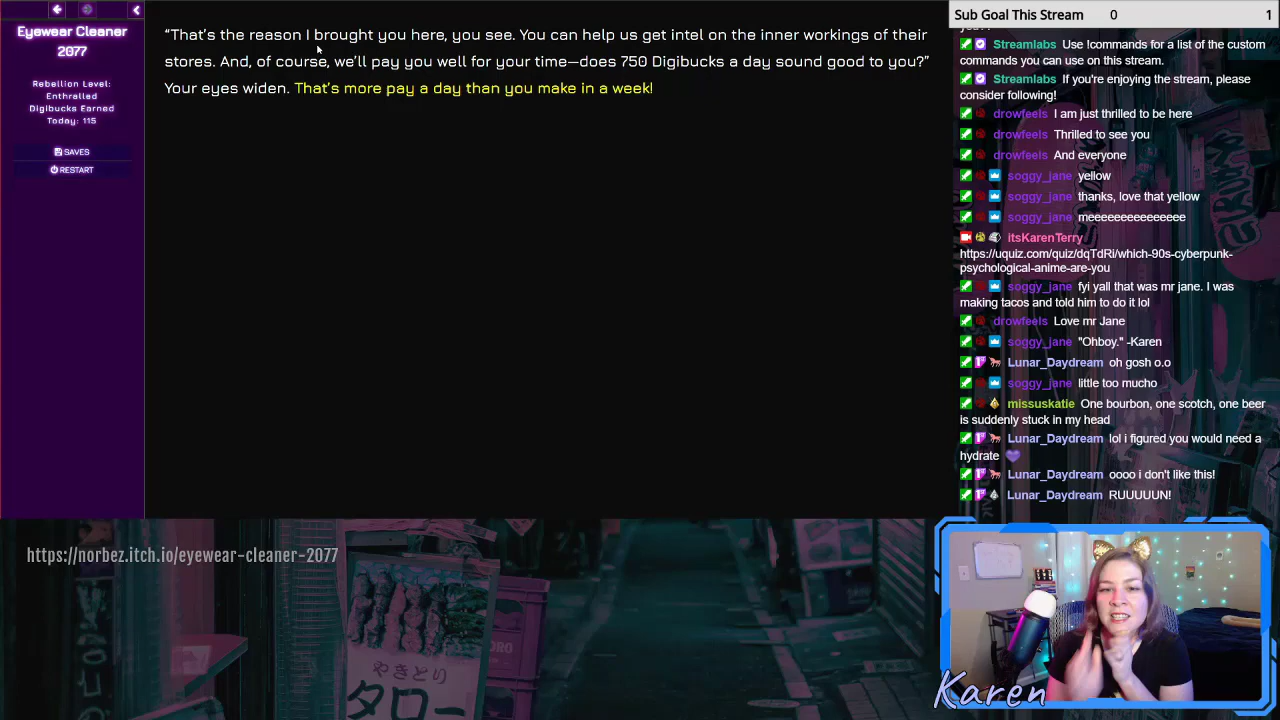 Eyewear Cleaner
2077
Rebellion Level:
Enthralled
Digibucks Earned
Today: 115
SAVES
RESTART
“That’s the reason I brought you here, you see. You can help us get intel on the inner workings of their
stores. And, of course, we’ll pay you well for your time—does 750 Digibucks a day sound good to you?”
Your eyes widen. That’s more pay a day than you make in a week!
Sub Goal This Stream 0 1
Streamlabs Use !commands for a list of the custom
commands you can use on this stream.
Streamlabs If you're enjoying the stream, please
consider following!
drowfeels I am just thrilled to be here
drowfeels Thrilled to see you
drowfeels And everyone
soggy_jane yellow
soggy_jane thanks, love that yellow
soggy_jane meeeeeeeeeeeeeee
itsKarenTerry
https://uquiz.com/quiz/dqTdRi/which-90s-cyberpunk-
psychological-anime-are-you
soggy_jane fyi yall that was mr jane. I was
making tacos and told him to do it lol
drowfeels Love mr Jane
soggy_jane "Ohboy." -Karen
Lunar_Daydream oh gosh o.o
soggy_jane little too mucho
missuskatie One bourbon, one scotch, one beer
is suddenly stuck in my head
Lunar_Daydream lol i figured you would need a
hydrate
Lunar_Daydream oooo i don't like this!
Lunar_Daydream RUUUUUN!
https://norbez.itch.io/eyewear-cleaner-2077
やきとり
タロー
Karen